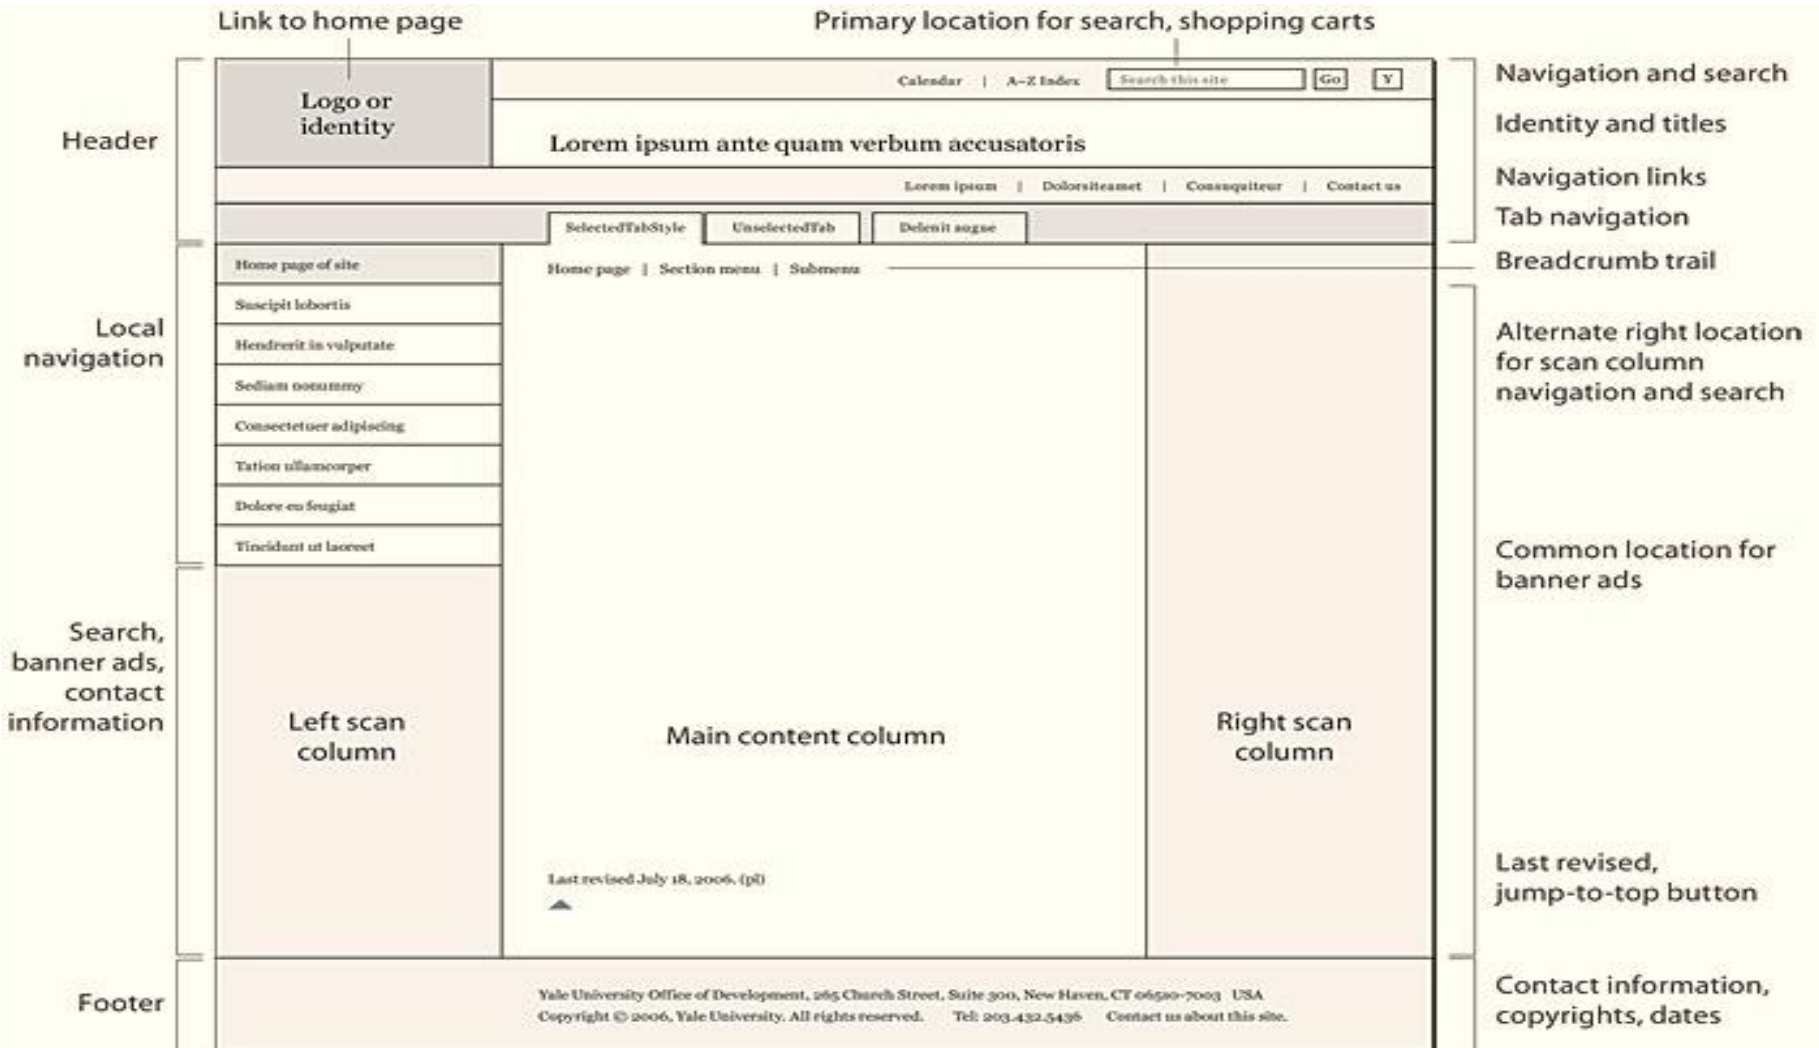 Link to home page
Primary location for search, shopping carts
Header
Logo or
identity
Calendar | A–Z Index
Search this site
Go
Y
Lorem ipsum ante quam verbum accusatoris
Lorem ipsum | Dolorsiteamet | Consuquiteur | Contact us
SelectedTabStyle
UnselectedTab
Delenit augue
Navigation and search
Identity and titles
Navigation links
Tab navigation
Breadcrumb trail
Local
navigation
Home page of site
Suscipit lobortis
Hendrerit in vulputate
Sediam nonummy
Consectetuer adipiscing
Tation ullamcorper
Dolore eu feugiat
Tincidunt ut laoreet
Home page | Section menu | Submenu
Alternate right location
for scan column
navigation and search
Common location for
banner ads
Search,
banner ads,
contact
information
Left scan
column
Main content column
Right scan
column
Last revised July 18, 2006. (pl)
Last revised,
jump-to-top button
Footer
Yale University Office of Development, 265 Church Street, Suite 300, New Haven, CT 06510-7003 USA
Copyright © 2006, Yale University. All rights reserved. Tel: 203.432.5436 Contact us about this site.
Contact information,
copyrights, dates